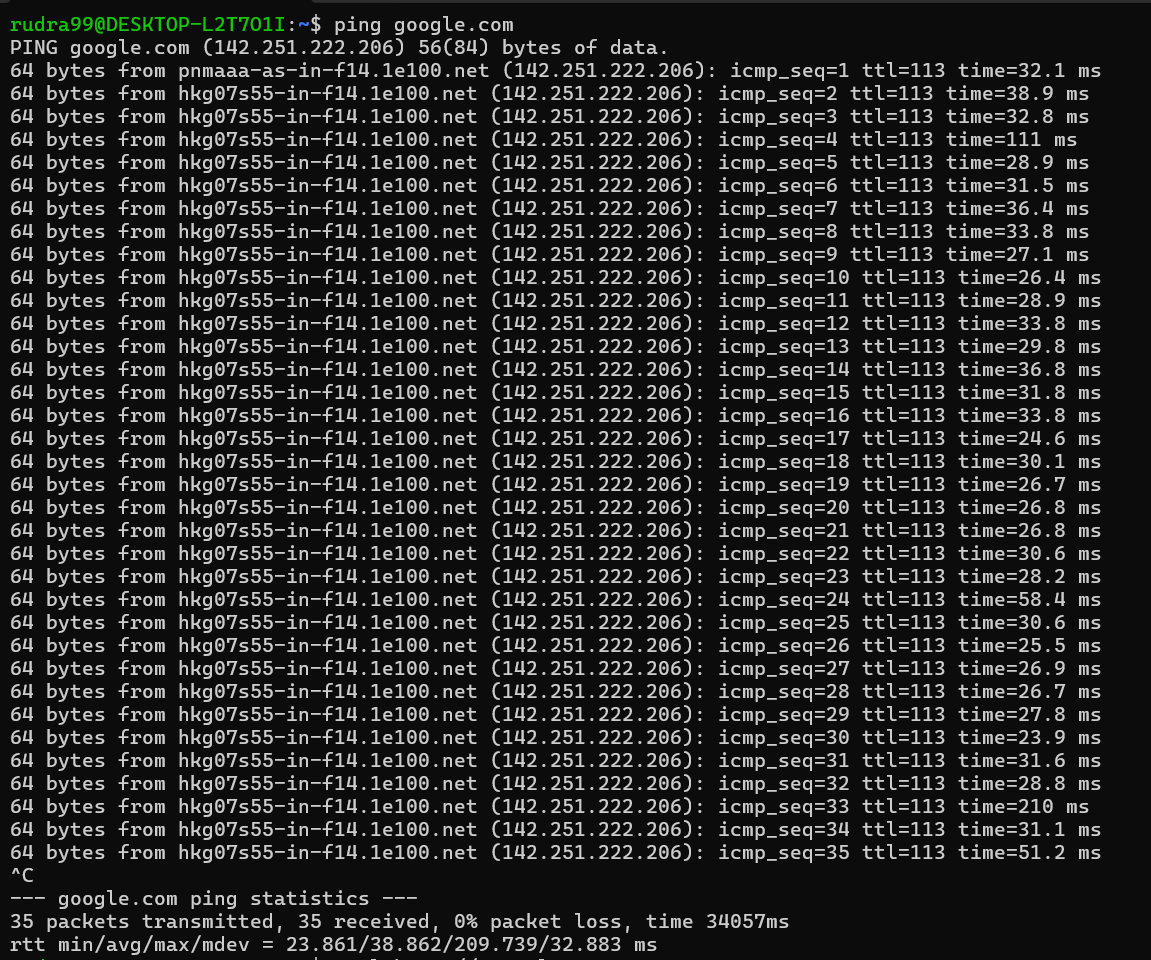 rudra99@DESKTOP-L2T7O1I:~$ ping google.com
PING google.com (142.251.222.206) 56(84) bytes of data.
64 bytes from pnmaaa-as-in-f14.1e100.net (142.251.222.206): icmp_seq=1 ttl=113 time=32.1 ms
64 bytes from hkg07s55-in-f14.1e100.net (142.251.222.206): icmp_seq=2 ttl=113 time=38.9 ms
64 bytes from hkg07s55-in-f14.1e100.net (142.251.222.206): icmp_seq=3 ttl=113 time=32.8 ms
64 bytes from hkg07s55-in-f14.1e100.net (142.251.222.206): icmp_seq=4 ttl=113 time=111 ms
64 bytes from hkg07s55-in-f14.1e100.net (142.251.222.206): icmp_seq=5 ttl=113 time=28.9 ms
64 bytes from hkg07s55-in-f14.1e100.net (142.251.222.206): icmp_seq=6 ttl=113 time=31.5 ms
64 bytes from hkg07s55-in-f14.1e100.net (142.251.222.206): icmp_seq=7 ttl=113 time=36.4 ms
64 bytes from hkg07s55-in-f14.1e100.net (142.251.222.206): icmp_seq=8 ttl=113 time=33.8 ms
64 bytes from hkg07s55-in-f14.1e100.net (142.251.222.206): icmp_seq=9 ttl=113 time=27.1 ms
64 bytes from hkg07s55-in-f14.1e100.net (142.251.222.206): icmp_seq=10 ttl=113 time=26.4 ms
64 bytes from hkg07s55-in-f14.1e100.net (142.251.222.206): icmp_seq=11 ttl=113 time=28.9 ms
64 bytes from hkg07s55-in-f14.1e100.net (142.251.222.206): icmp_seq=12 ttl=113 time=33.8 ms
64 bytes from hkg07s55-in-f14.1e100.net (142.251.222.206): icmp_seq=13 ttl=113 time=29.8 ms
64 bytes from hkg07s55-in-f14.1e100.net (142.251.222.206): icmp_seq=14 ttl=113 time=36.8 ms
64 bytes from hkg07s55-in-f14.1e100.net (142.251.222.206): icmp_seq=15 ttl=113 time=31.8 ms
64 bytes from hkg07s55-in-f14.1e100.net (142.251.222.206): icmp_seq=16 ttl=113 time=33.8 ms
64 bytes from hkg07s55-in-f14.1e100.net (142.251.222.206): icmp_seq=17 ttl=113 time=24.6 ms
64 bytes from hkg07s55-in-f14.1e100.net (142.251.222.206): icmp_seq=18 ttl=113 time=30.1 ms
64 bytes from hkg07s55-in-f14.1e100.net (142.251.222.206): icmp_seq=19 ttl=113 time=26.7 ms
64 bytes from hkg07s55-in-f14.1e100.net (142.251.222.206): icmp_seq=20 ttl=113 time=26.8 ms
64 bytes from hkg07s55-in-f14.1e100.net (142.251.222.206): icmp_seq=21 ttl=113 time=26.8 ms
64 bytes from hkg07s55-in-f14.1e100.net (142.251.222.206): icmp_seq=22 ttl=113 time=30.6 ms
64 bytes from hkg07s55-in-f14.1e100.net (142.251.222.206): icmp_seq=23 ttl=113 time=28.2 ms
64 bytes from hkg07s55-in-f14.1e100.net (142.251.222.206): icmp_seq=24 ttl=113 time=58.4 ms
64 bytes from hkg07s55-in-f14.1e100.net (142.251.222.206): icmp_seq=25 ttl=113 time=30.6 ms
64 bytes from hkg07s55-in-f14.1e100.net (142.251.222.206): icmp_seq=26 ttl=113 time=25.5 ms
64 bytes from hkg07s55-in-f14.1e100.net (142.251.222.206): icmp_seq=27 ttl=113 time=26.9 ms
64 bytes from hkg07s55-in-f14.1e100.net (142.251.222.206): icmp_seq=28 ttl=113 time=26.7 ms
64 bytes from hkg07s55-in-f14.1e100.net (142.251.222.206): icmp_seq=29 ttl=113 time=27.8 ms
64 bytes from hkg07s55-in-f14.1e100.net (142.251.222.206): icmp_seq=30 ttl=113 time=23.9 ms
64 bytes from hkg07s55-in-f14.1e100.net (142.251.222.206): icmp_seq=31 ttl=113 time=31.6 ms
64 bytes from hkg07s55-in-f14.1e100.net (142.251.222.206): icmp_seq=32 ttl=113 time=28.8 ms
64 bytes from hkg07s55-in-f14.1e100.net (142.251.222.206): icmp_seq=33 ttl=113 time=210 ms
64 bytes from hkg07s55-in-f14.1e100.net (142.251.222.206): icmp_seq=34 ttl=113 time=31.1 ms
64 bytes from hkg07s55-in-f14.1e100.net (142.251.222.206): icmp_seq=35 ttl=113 time=51.2 ms
^C
--- google.com ping statistics ---
35 packets transmitted, 35 received, 0% packet loss, time 34057ms
rtt min/avg/max/mdev = 23.861/38.862/209.739/32.883 ms